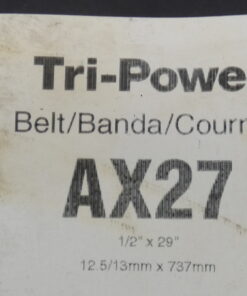 Tri-Powe
Belt/Banda/Courr
AX27
1/2" x 29"
12.5/13mm x 737mm